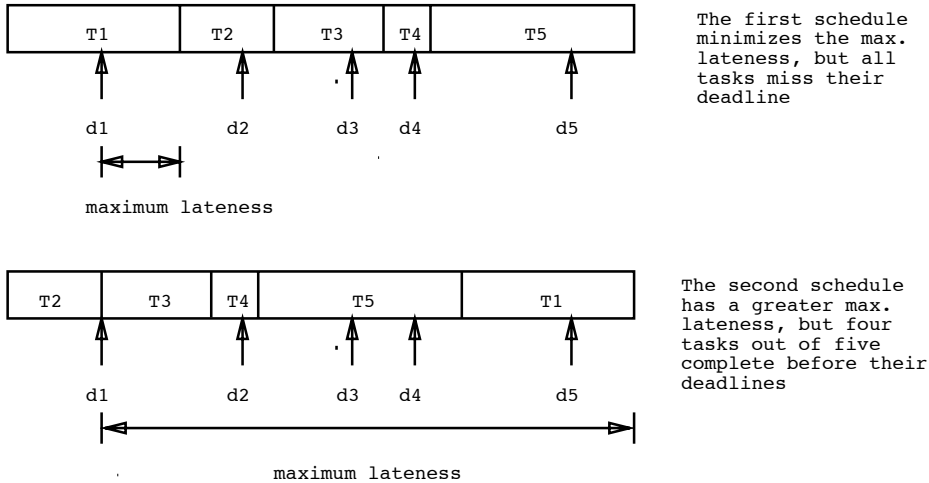 T1 T2 T3 T4 T5
d1 d2 d3 d4 d5
maximum lateness
The first schedule
minimizes the max.
lateness, but all
tasks miss their
deadline
T2 T3 T4 T5 T1
d1 d2 d3 d4 d5
maximum lateness
The second schedule
has a greater max.
lateness, but four
tasks out of five
complete before their
deadlines